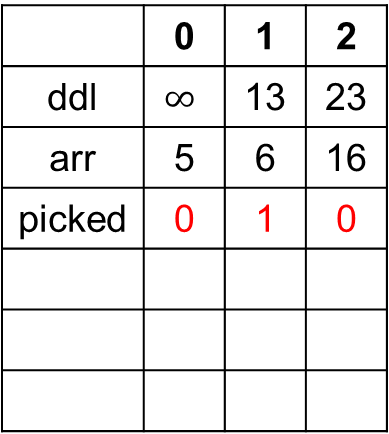 0 1 2
ddl ∞ 13 23
arr 5 6 16
picked 0 1 0